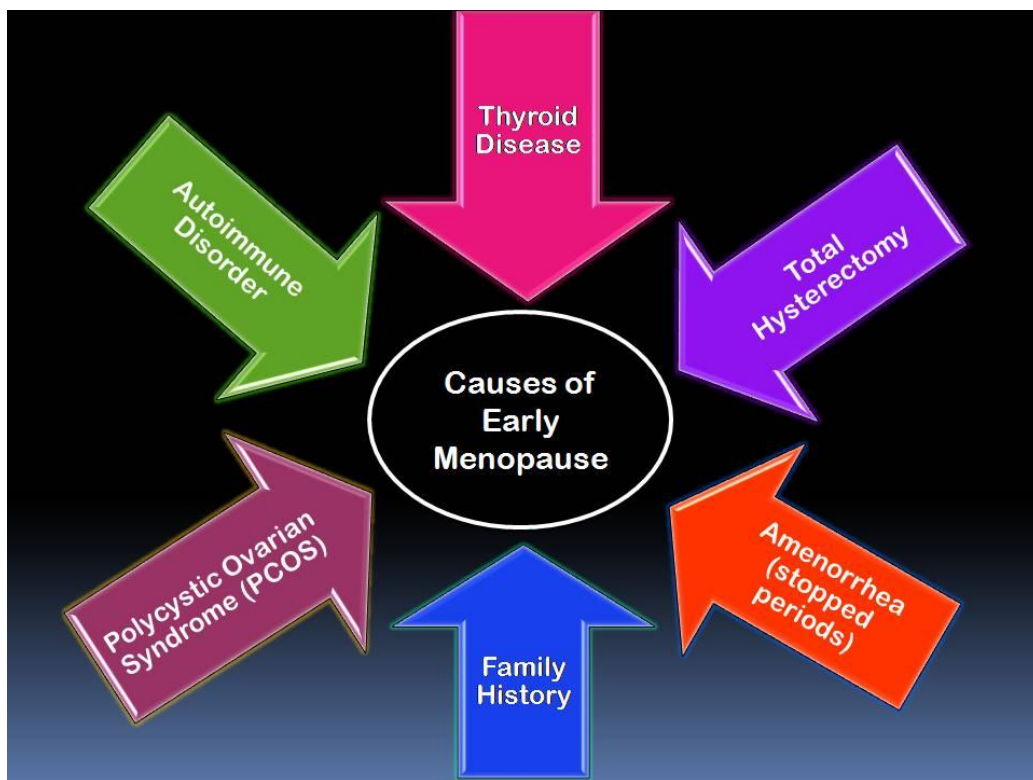 Thyroid
Disease
Autoimmune
Disorder
Total
Hysterectomy
Causes of
Early
Menopause
Polycystic Ovarian
Syndrome (PCOS)
Amenorrhea
(stopped
periods)
Family
History